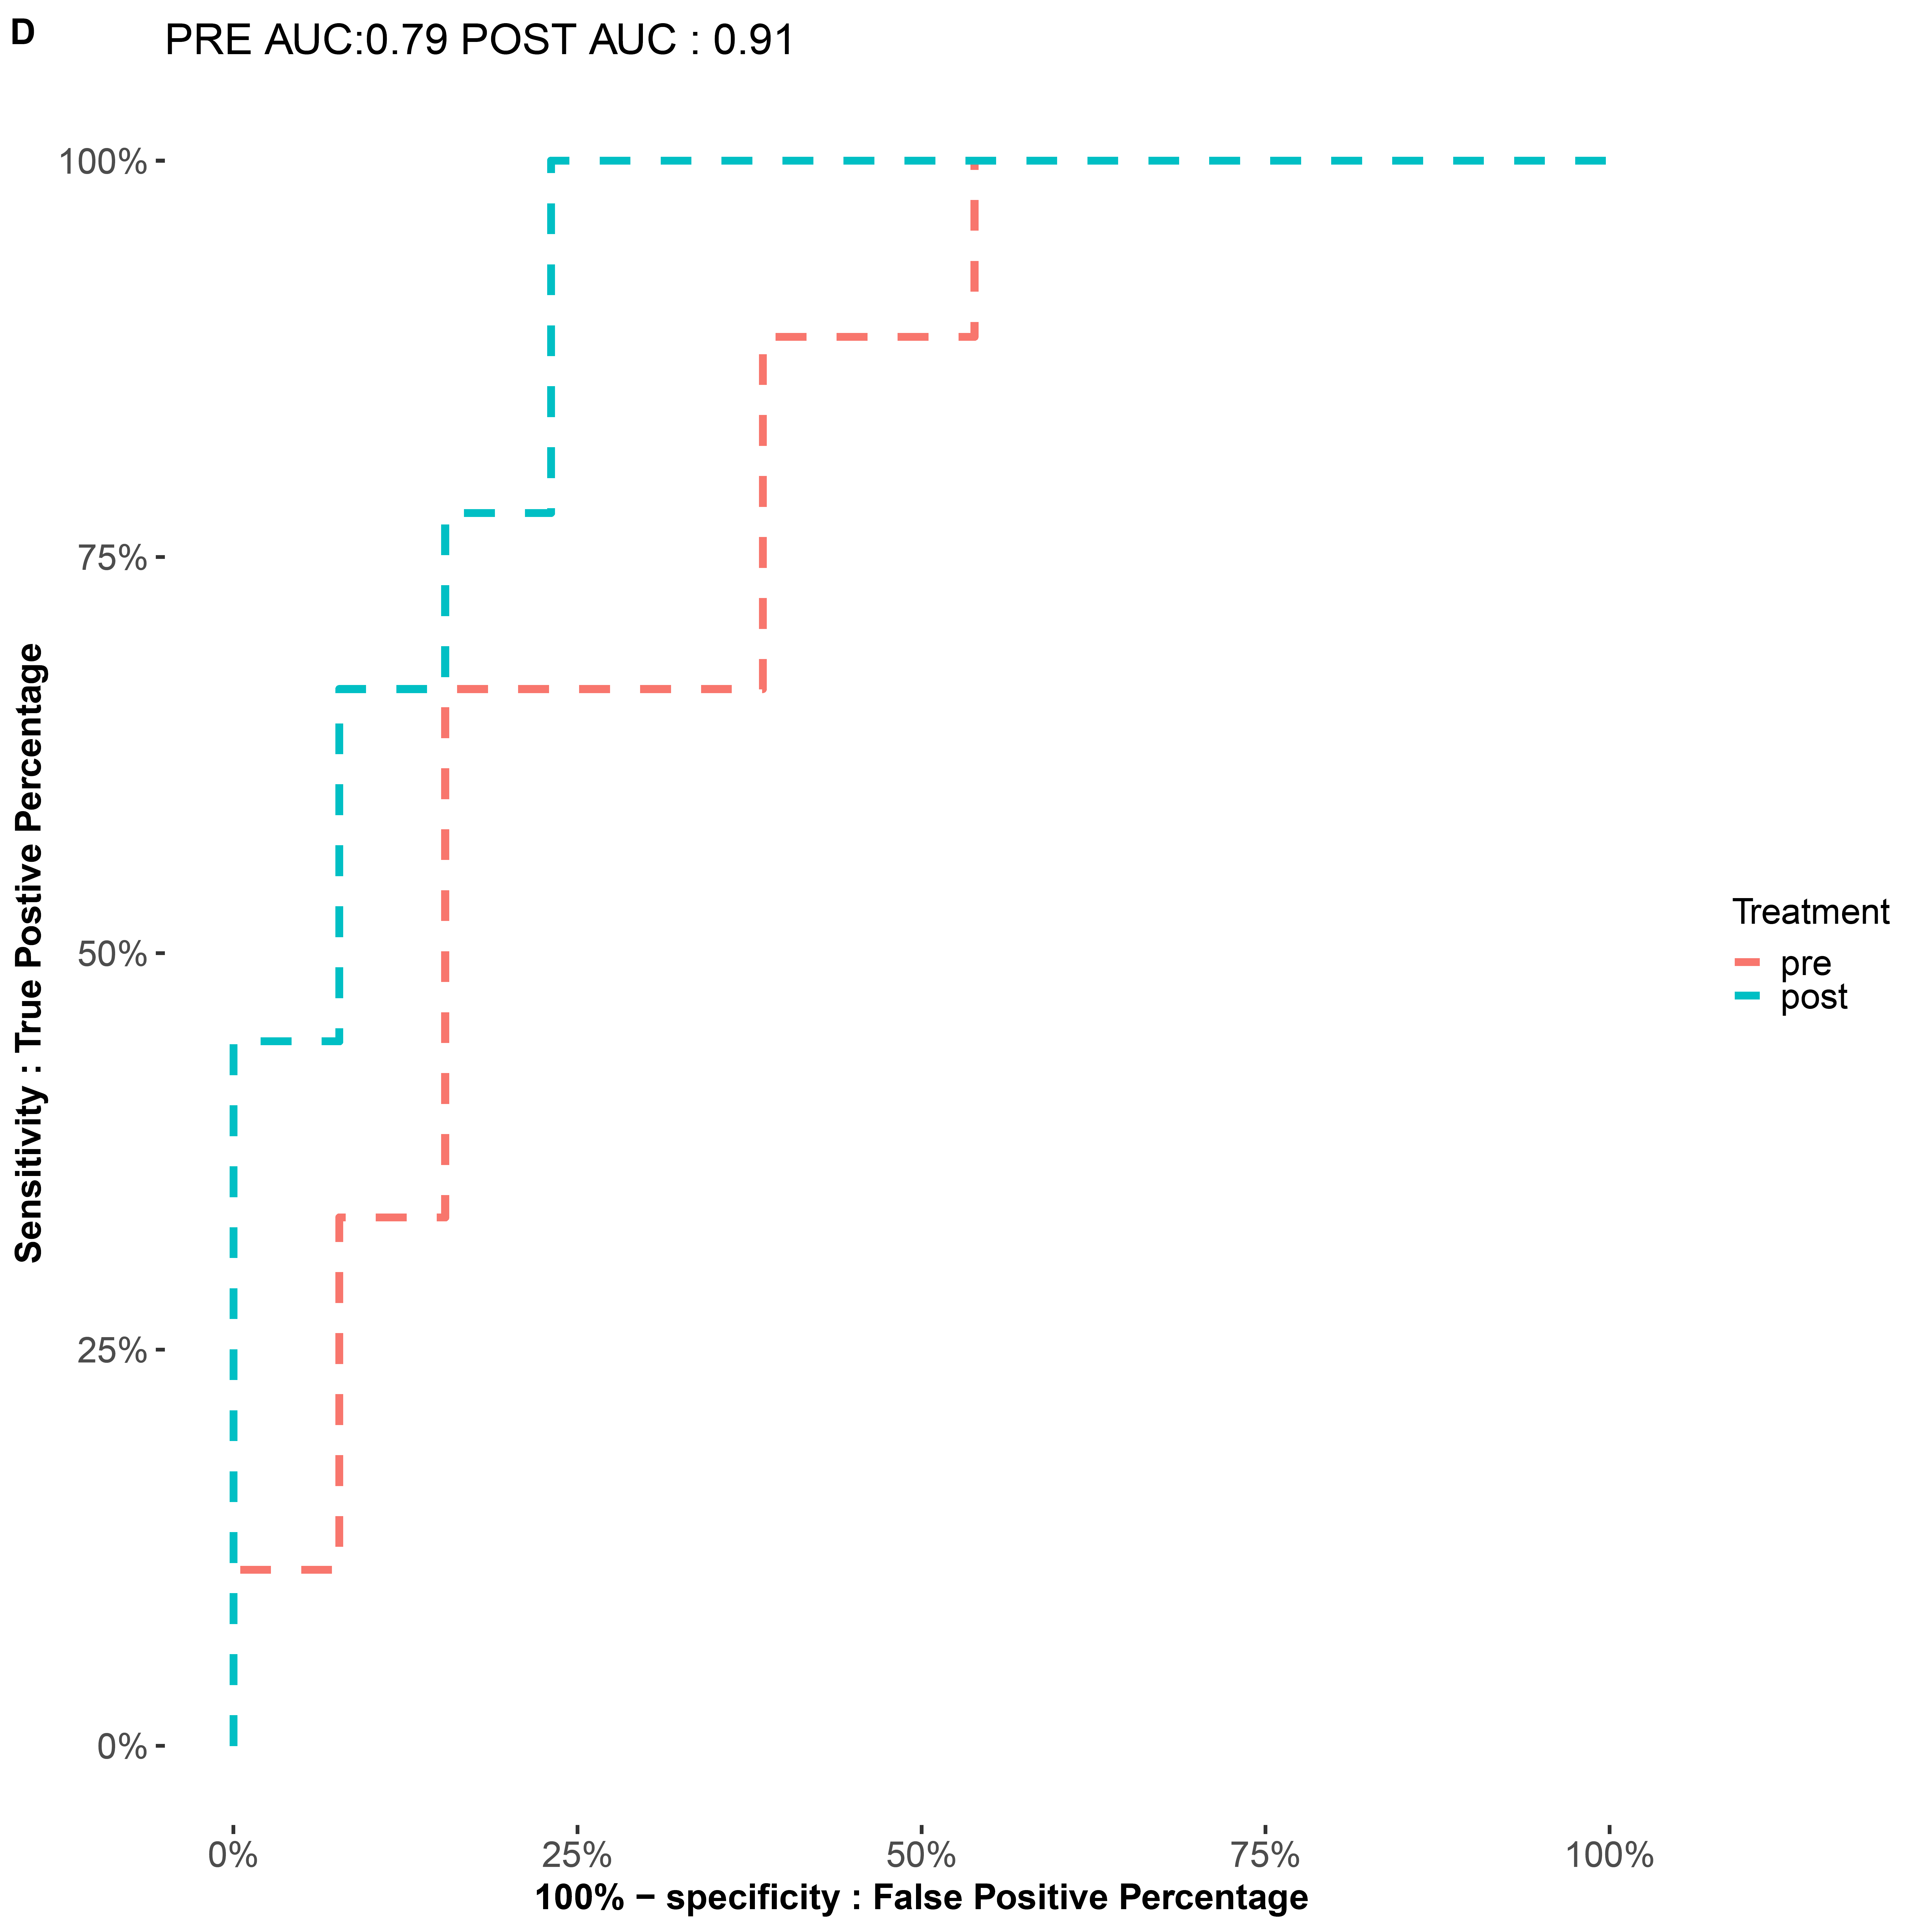 D
PRE AUC:0.79 POST AUC : 0.91
100%
75%
50%
25%
0%
Sensitivity : True Postive Percentage
0%
25%
50%
75%
100%
100% − specificity : False Positive Percentage
Treatment
pre
post